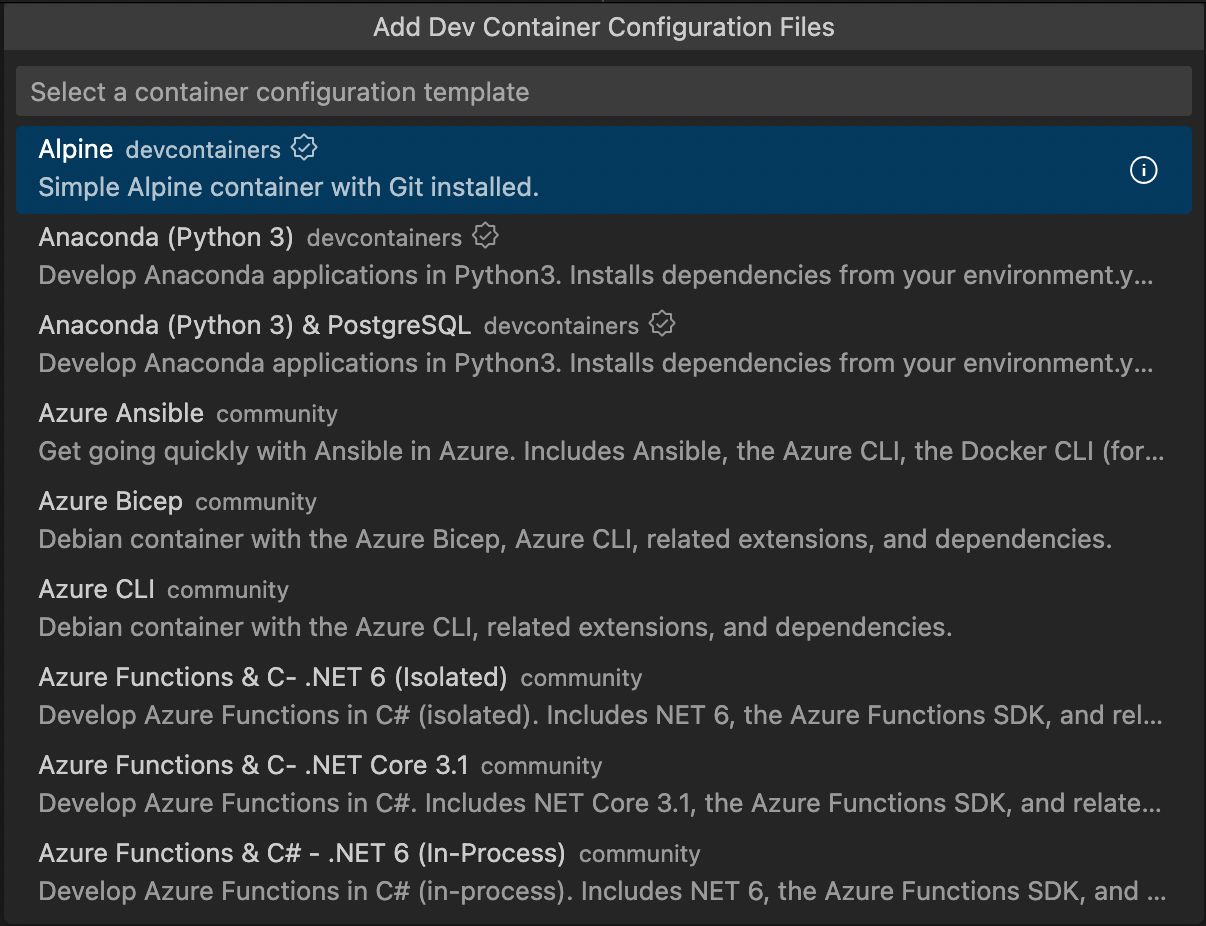 Add Dev Container Configuration Files
Select a container configuration template
Alpine devcontainers
Simple Alpine container with Git installed.
Anaconda (Python 3) devcontainers
Develop Anaconda applications in Python3. Installs dependencies from your environment.y...
Anaconda (Python 3) & PostgreSQL devcontainers
Develop Anaconda applications in Python3. Installs dependencies from your environment.y...
Azure Ansible community
Get going quickly with Ansible in Azure. Includes Ansible, the Azure CLI, the Docker CLI (for...
Azure Bicep community
Debian container with the Azure Bicep, Azure CLI, related extensions, and dependencies.
Azure CLI community
Debian container with the Azure CLI, related extensions, and dependencies.
Azure Functions & C- .NET 6 (Isolated) community
Develop Azure Functions in C# (isolated). Includes NET 6, the Azure Functions SDK, and rel...
Azure Functions & C- .NET Core 3.1 community
Develop Azure Functions in C#. Includes NET Core 3.1, the Azure Functions SDK, and relate...
Azure Functions & C# - .NET 6 (In-Process) community
Develop Azure Functions in C# (in-process). Includes NET 6, the Azure Functions SDK, and ...